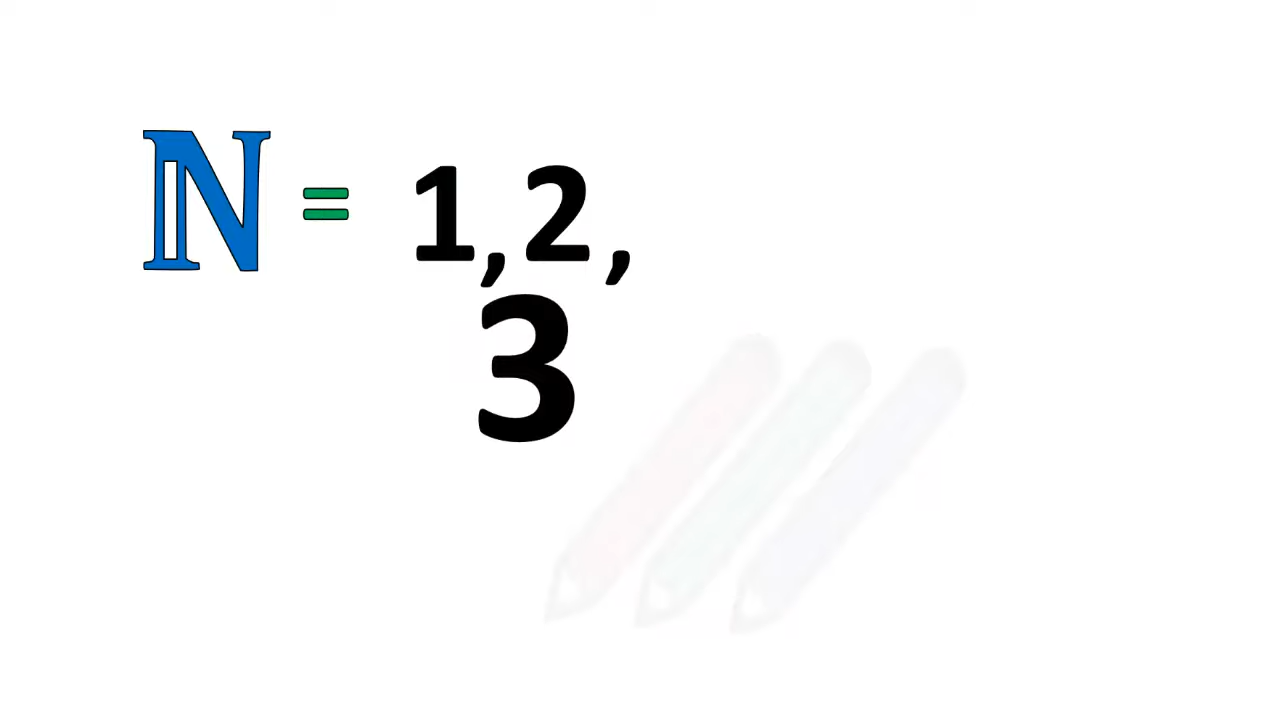 ℕ = 1,2,
3